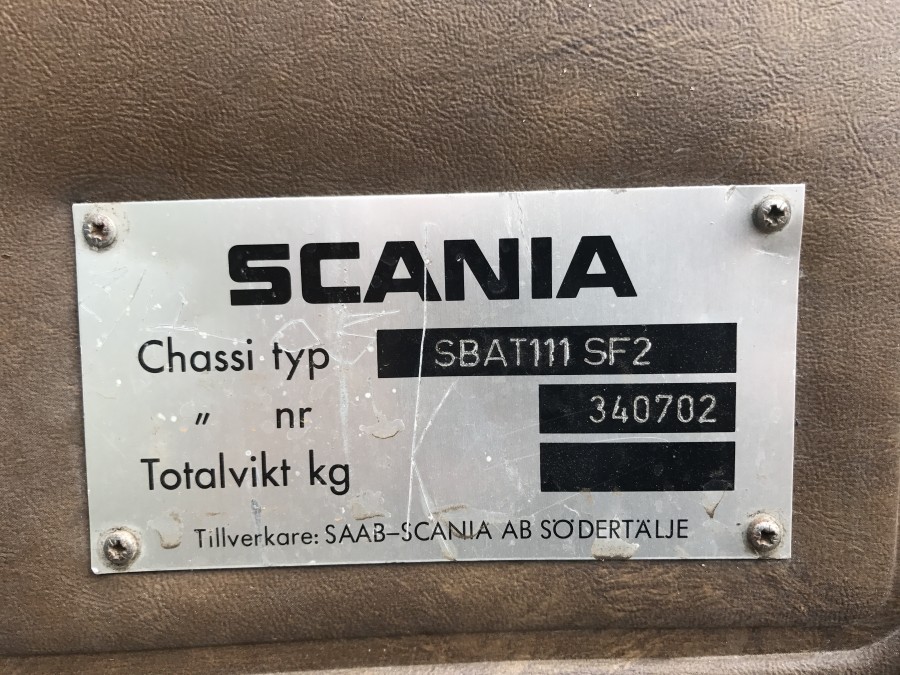 SCANIA
Chassi typ SBAT111 SF2
〃 nr 340702
Totalvikt kg
Tillverkare: SAAB-SCANIA AB SÖDERTÄLJE